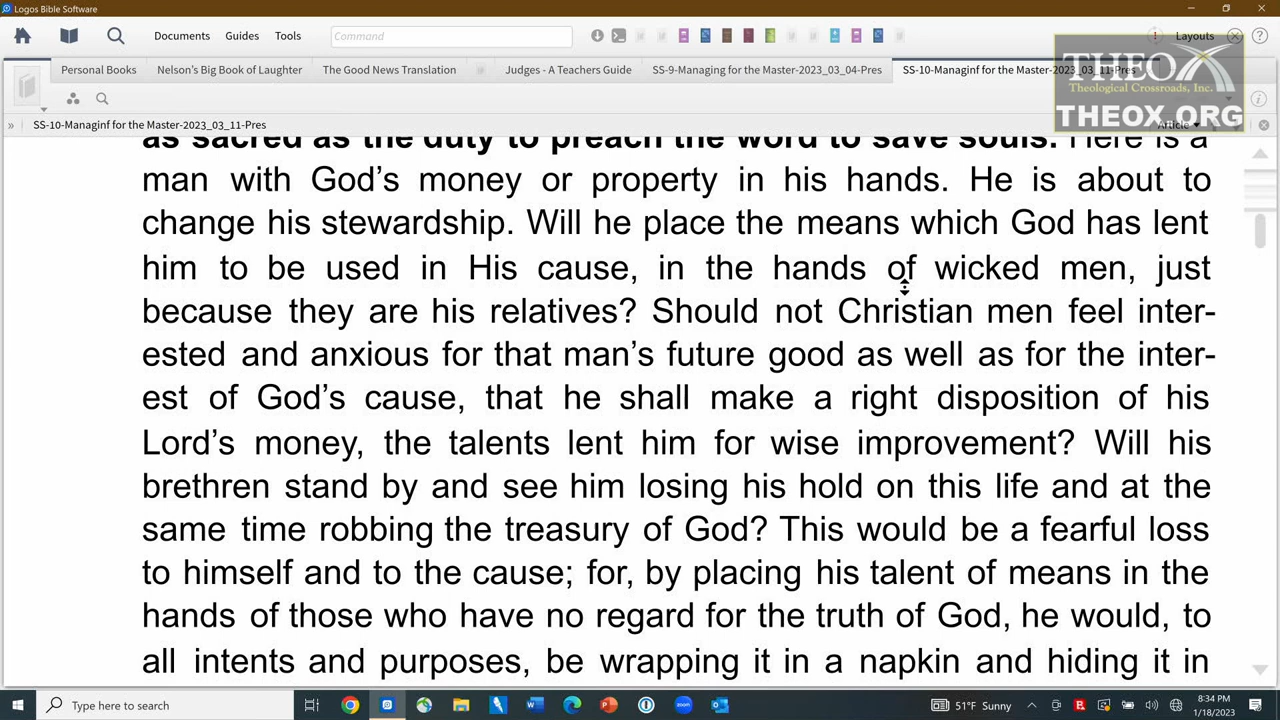 Logos Bible Software
Documents Guides Tools Command Layouts
Personal Books Nelson's Big Book of Laughter The Ga Judges - A Teachers Guide SS-9-Managing for the Master-2023_03_04-Pres SS-10-Managinf for the Master-2023_03_11-Pres
THEOX
Theological Crossroads, Inc.
THEOX.ORG
SS-10-Managinf for the Master-2023_03_11-Pres Article
as sacred as the duty to preach the word to save souls. Here is a
man with God's money or property in his hands. He is about to
change his stewardship. Will he place the means which God has lent
him to be used in His cause, in the hands of wicked men, just
because they are his relatives? Should not Christian men feel inter-
ested and anxious for that man's future good as well as for the inter-
est of God's cause, that he shall make a right disposition of his
Lord's money, the talents lent him for wise improvement? Will his
brethren stand by and see him losing his hold on this life and at the
same time robbing the treasury of God? This would be a fearful loss
to himself and to the cause; for, by placing his talent of means in the
hands of those who have no regard for the truth of God, he would, to
all intents and purposes, be wrapping it in a napkin and hiding it in
Type here to search 51°F Sunny 8:34 PM
1/18/2023